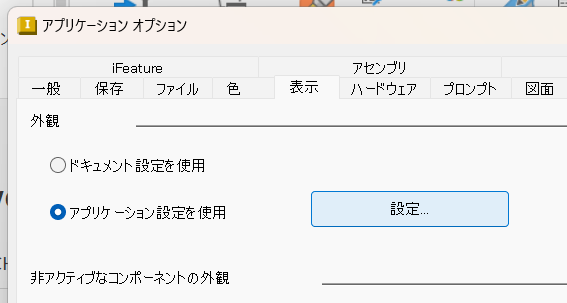 アプリケーション オプション
iFeature アセンブリ
一般 保存 ファイル 色 表示 ハードウェア プロンプト 図面
外観
ドキュメント設定を使用
アプリケーション設定を使用 設定...
非アクティブなコンポーネントの外観